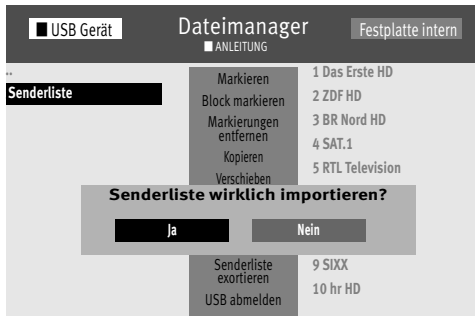 USB Gerät
Dateimanager
Festplatte intern
ANLEITUNG
..
Senderliste
Markieren
Block markieren
Markierungen
entfernen
Kopieren
Verschieben
1 Das Erste HD
2 ZDF HD
3 BR Nord HD
4 SAT.1
5 RTL Television
Senderliste wirklich importieren?
Ja
Nein
Senderliste
exortieren
USB abmelden
9 SIXX
10 hr HD